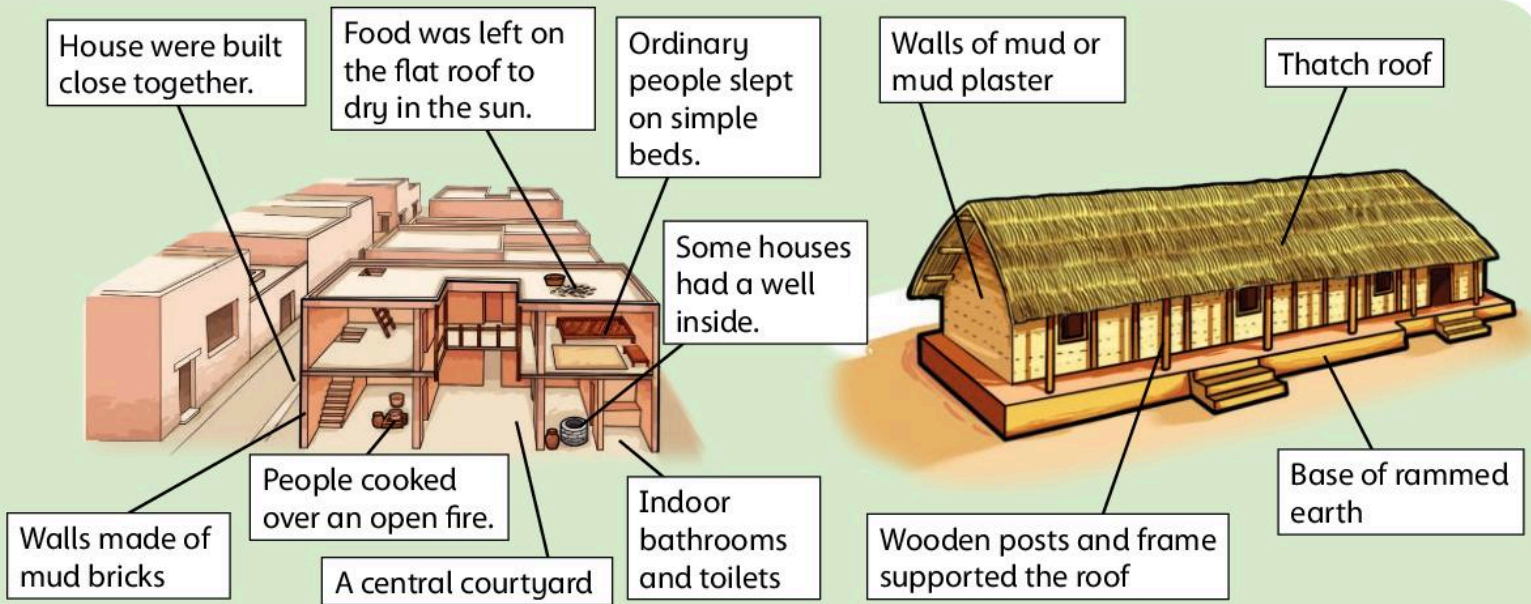 House were built
close together.
Food was left on
the flat roof to
dry in the sun.
Ordinary
people slept
on simple
beds.
Some houses
had a well
inside.
Walls made of
mud bricks
People cooked
over an open fire.
A central courtyard
Indoor
bathrooms
and toilets
Walls of mud or
mud plaster
Thatch roof
Wooden posts and frame
supported the roof
Base of rammed
earth